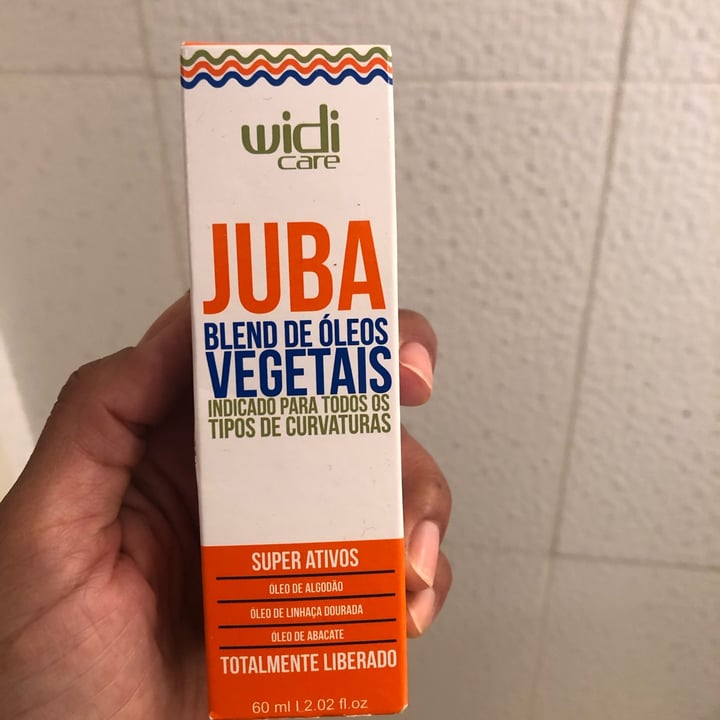 widi
care
JUBA
BLEND DE ÓLEOS
VEGETAIS
INDICADO PARA TODOS OS
TIPOS DE CURVATURAS
SUPER ATIVOS
ÓLEO DE ALGODÃO
ÓLEO DE LINHAÇA DOURADA
ÓLEO DE ABACATE
TOTALMENTE LIBERADO
60 ml | 2.02 fl.oz